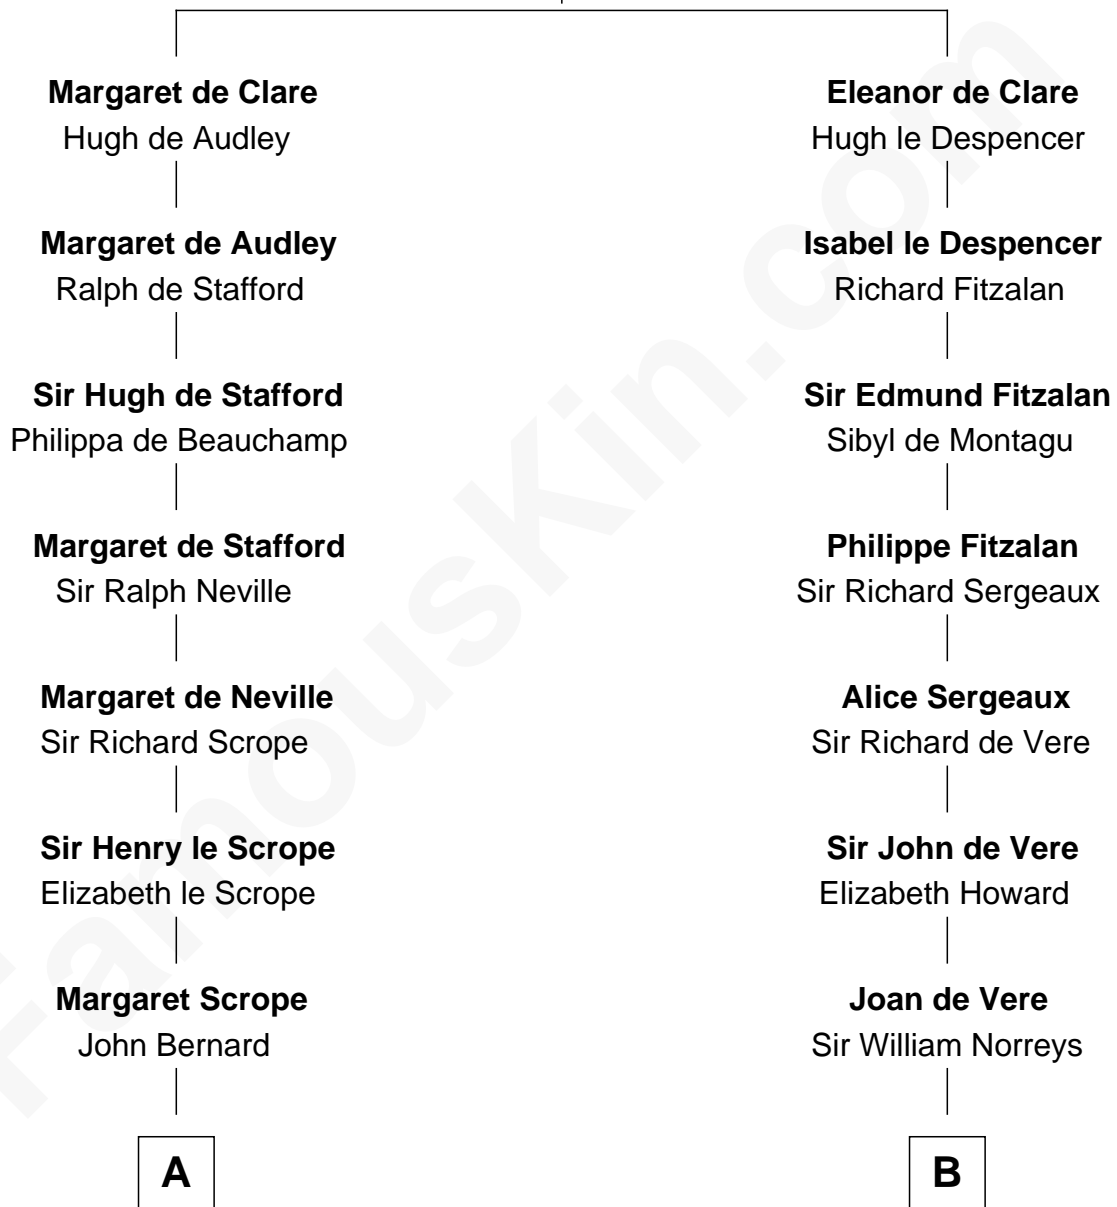 Margaret de Clare
Hugh de Audley
Margaret de Audley
Ralph de Stafford
Sir Hugh de Stafford
Philippa de Beauchamp
Margaret de Stafford
Sir Ralph Neville
Margaret de Neville
Sir Richard Scrope
Sir Henry le Scrope
Elizabeth le Scrope
Margaret Scrope
John Bernard
A
Eleanor de Clare
Hugh le Despencer
Isabel le Despencer
Richard Fitzalan
Sir Edmund Fitzalan
Sibyl de Montagu
Philippe Fitzalan
Sir Richard Sergeaux
Alice Sergeaux
Sir Richard de Vere
Sir John de Vere
Elizabeth Howard
Joan de Vere
Sir William Norreys
B
FamousKin.com